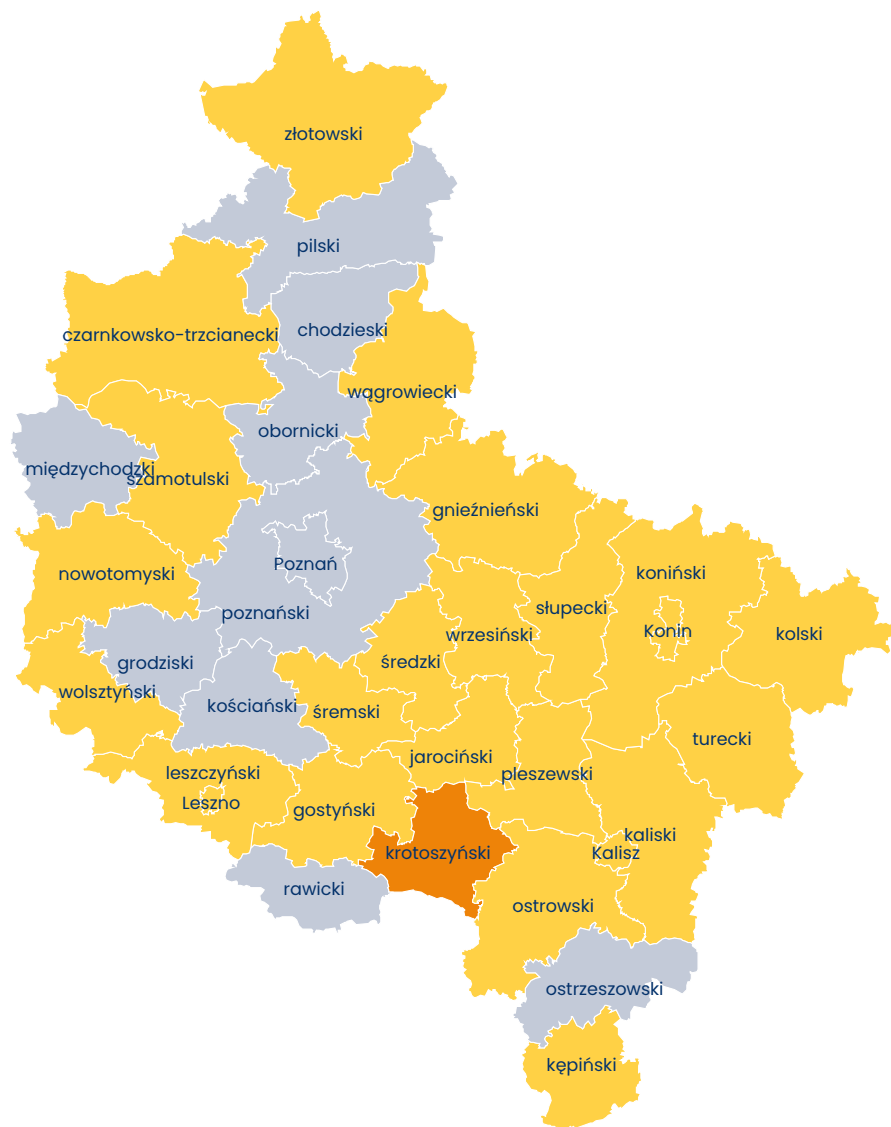 złotowski
pilski
chodzieski
czarnkowsko-trzcianecki
wągrowiecki
obornicki
międzychodzki
szamotulski
gnieźnieński
Poznań
nowotomyski
koniński
poznański
słupecki
Konin
wrzesiński
kolski
grodziski
średzki
wolsztyński
kościański
śremski
turecki
jarociński
leszczyński
pleszewski
Leszno
gostyński
kaliski
Kalisz
krotoszyński
rawicki
ostrowski
ostrzeszowski
kępiński